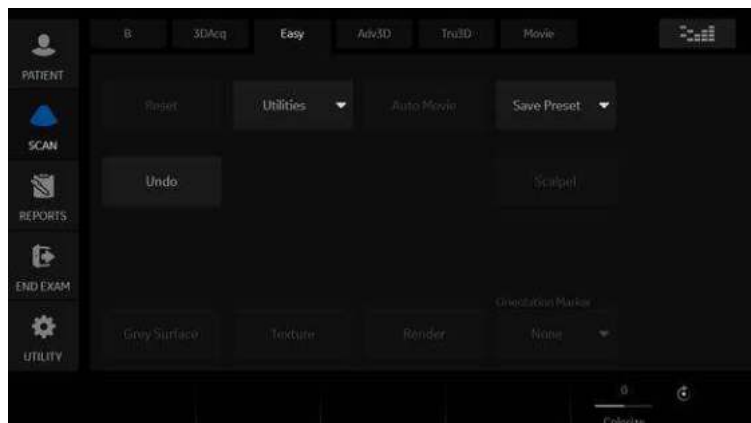 B 3DAcq Easy Adv3D Tru3D Movie
PATIENT
Reset Utilities Auto Movie Save Preset
SCAN
Undo Scalpel
REPORTS
END EXAM
Orientation Marker
Grey Surface Texture Render None
UTILITY
0
Colorize